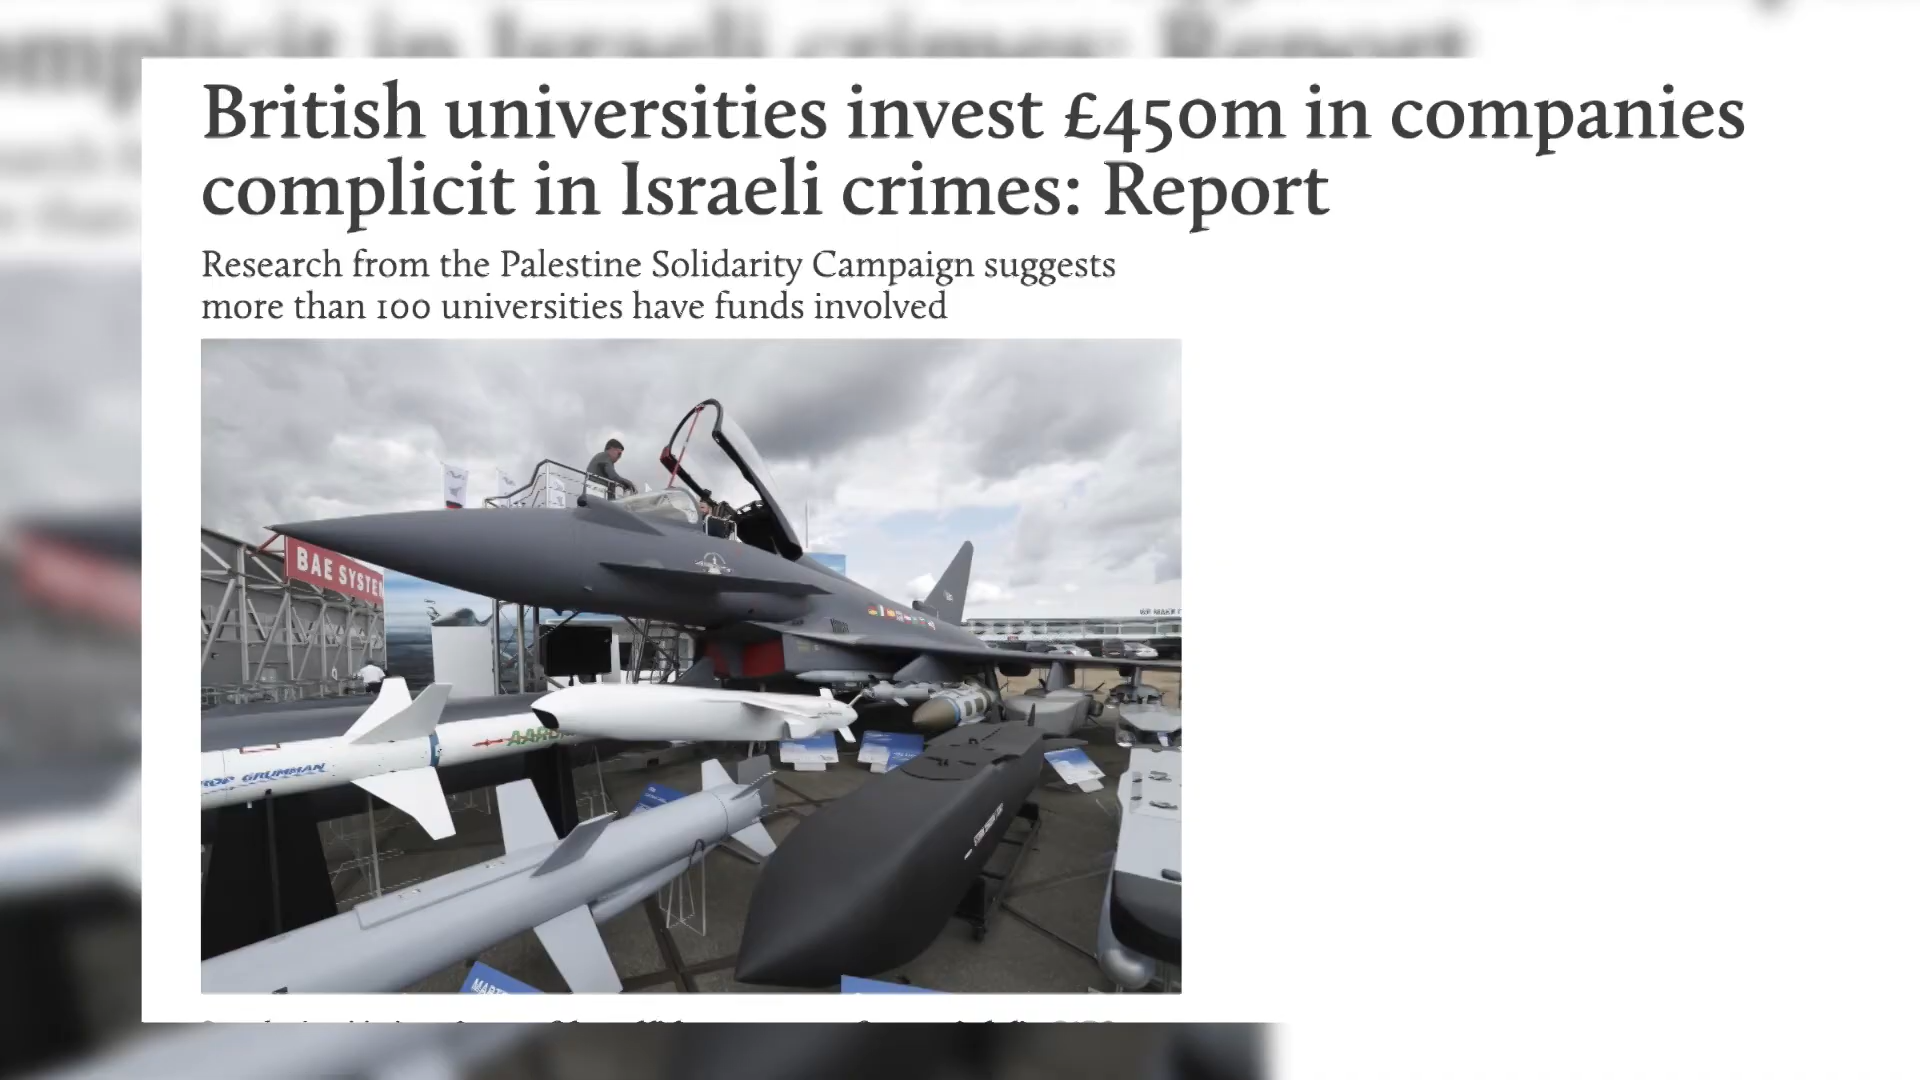 British universities invest £450m in companies
complicit in Israeli crimes: Report
Research from the Palestine Solidarity Campaign suggests
more than 100 universities have funds involved
BAE SYSTEM
GRUMMAN